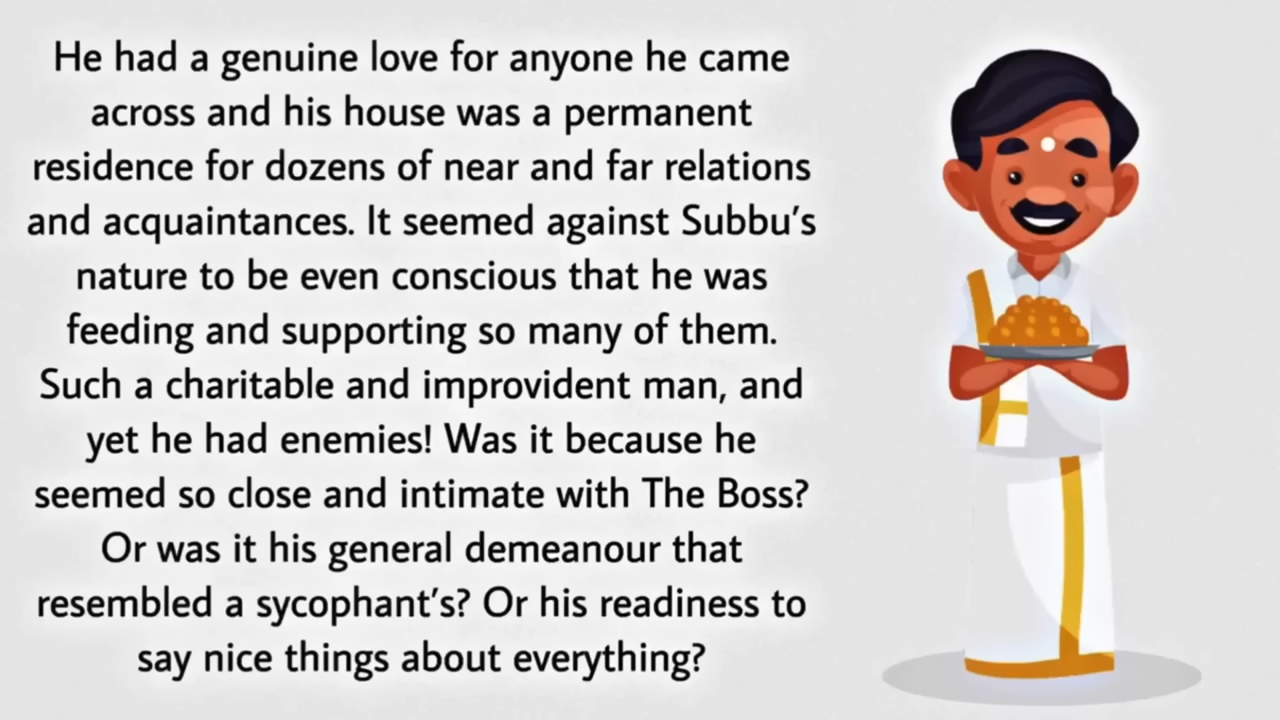 He had a genuine love for anyone he came
across and his house was a permanent
residence for dozens of near and far relations
and acquaintances. It seemed against Subbu's
nature to be even conscious that he was
feeding and supporting so many of them.
Such a charitable and improvident man, and
yet he had enemies! Was it because he
seemed so close and intimate with The Boss?
Or was it his general demeanour that
resembled a sycophant's? Or his readiness to
say nice things about everything?